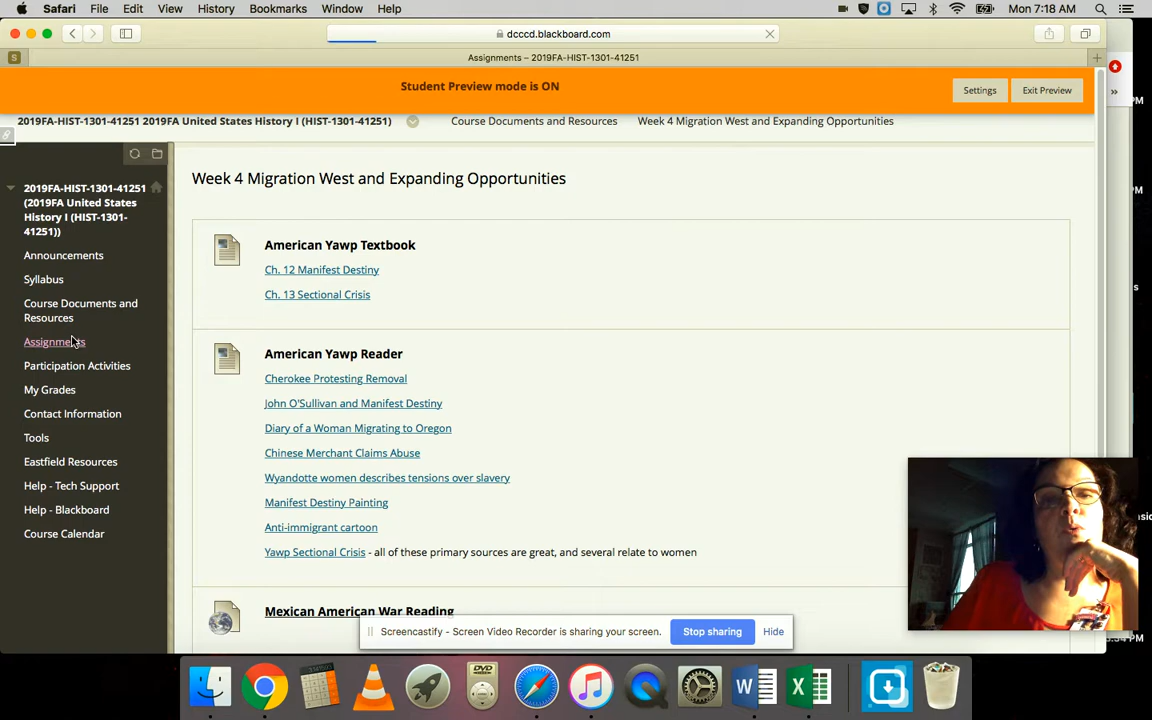 Safari File Edit View History Bookmarks Window Help Mon 7:18 AM
dcccd.blackboard.com
S Assignments – 2019FA-HIST-1301-41251
Student Preview mode is ON Settings Exit Preview
2019FA-HIST-1301-41251 2019FA United States History I (HIST-1301-41251) Course Documents and Resources Week 4 Migration West and Expanding Opportunities
2019FA-HIST-1301-41251
(2019FA United States
History I (HIST-1301-
41251))
Announcements
Syllabus
Course Documents and
Resources
Assignments
Participation Activities
My Grades
Contact Information
Tools
Eastfield Resources
Help - Tech Support
Help - Blackboard
Course Calendar
Week 4 Migration West and Expanding Opportunities
American Yawp Textbook
Ch. 12 Manifest Destiny
Ch. 13 Sectional Crisis
American Yawp Reader
Cherokee Protesting Removal
John O'Sullivan and Manifest Destiny
Diary of a Woman Migrating to Oregon
Chinese Merchant Claims Abuse
Wyandotte women describes tensions over slavery
Manifest Destiny Painting
Anti-immigrant cartoon
Yawp Sectional Crisis - all of these primary sources are great, and several relate to women
Mexican American War Reading
Screencastify - Screen Video Recorder is sharing your screen. Stop sharing Hide